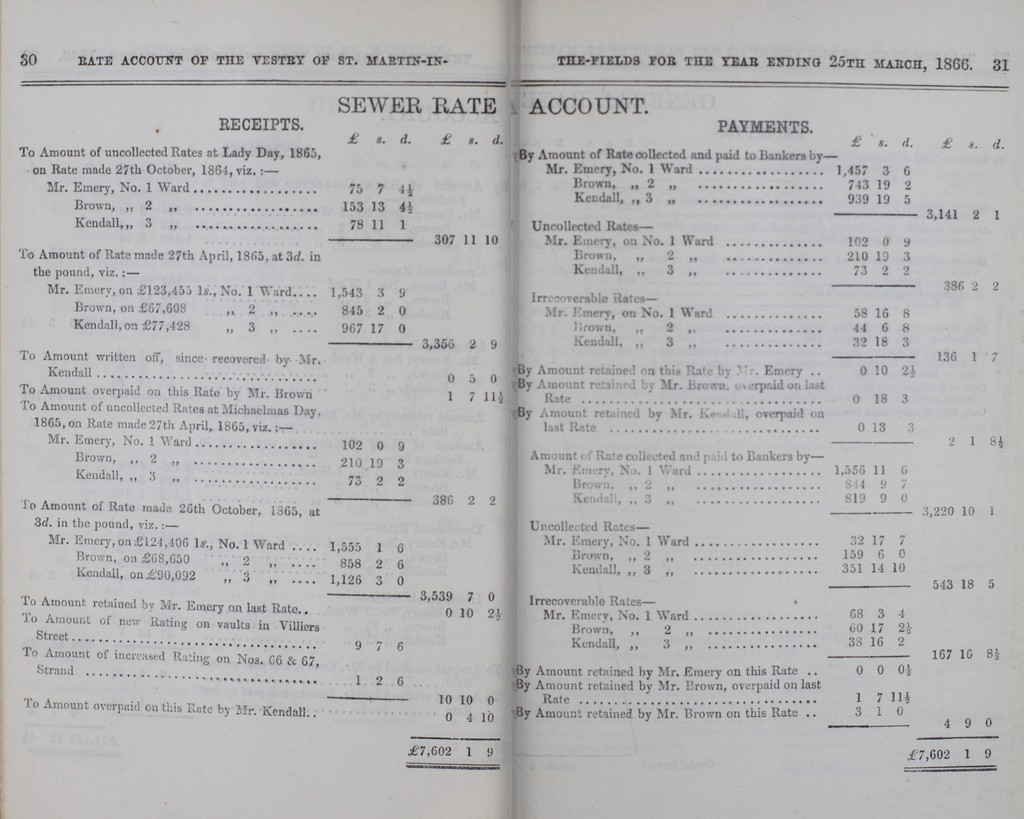 30 RATE ACCOUNT OF THE VESTRY OF ST. MARTIN-IN-
SEWER RATE
RECEIPTS.
£ s. d. £ s. d.
To Amount of uncollected Rates at Lady Day, 1865,
on Rate made 27th October, 1864, viz. :—
Mr. Emery, No. 1 Ward .................... 75 7 4½
Brown, „ 2 „ .................... 153 13 4½
Kendall, „ 3 „ .................... 78 11 1
307 11 10
To Amount of Rate made 27th April, 1865, at 3d. in
the pound, viz. :—
Mr. Emery, on £123,455 1s., No. 1 Ward.... 1,543 3 9
Brown, on £67,608 „ 2 „ .... 845 2 0
Kendall, on £77,428 „ 3 „ .... 967 17 0
3,356 2 9
To Amount written off, since recovered by Mr.
Kendall .................... 0 5 0
To Amount overpaid on this Rate by Mr. Brown 1 7 11½
To Amount of uncollected Rates at Michaelmas Day,
1865, on Rate made 27th April, 1865, viz. :—
Mr. Emery, No. 1 Ward .................... 102 0 9
Brown, „ 2 „ .................... 210 19 3
Kendall, „ 3 „ .................... 73 2 2
386 2 2
To Amount of Rate made 26th October, 1865, at
3d. in the pound, viz. :—
Mr. Emery, on £124,406 1s., No. 1 Ward .... 1,555 1 6
Brown, on £68,650 „ 2 „ .... 858 2 6
Kendall, on £90,092 „ 3 „ .... 1,126 3 0
3,539 7 0
To Amount retained by Mr. Emery on last Rate.. 0 10 2½
To Amount of new Rating on vaults in Villiers
Street .................... 9 7 6
To Amount of increased Rating on Nos. 66 & 67,
Strand .................... 1 2 6
10 10 0
To Amount overpaid on this Rate by Mr. Kendall.. 0 4 10
£7,602 1 9
THE-FIELDS FOR THE YEAR ENDING 25TH MARCH, 1866. 31
ACCOUNT.
PAYMENTS.
£ s. d. £ s. d.
By Amount of Rate collected and paid to Bankers by—
Mr. Emery, No. 1 Ward .................... 1,457 3 6
Brown, „ 2 „ .................... 743 19 2
Kendall, „ 3 „ .................... 939 19 5
3,141 2 1
Uncollected Rates—
Mr. Emery, on No. 1 Ward .............. 102 0 9
Brown, „ 2 „ .............. 210 19 3
Kendall, „ 3 „ .............. 73 2 2
386 2 2
Irrecoverable Rates—
Mr. Emery, on No. 1 Ward .............. 58 16 8
Brown, „ 2 „ .............. 44 6 8
Kendall, „ 3 „ .............. 32 18 3
136 1 7
By Amount retained on this Rate by Mr. Emery .. 0 10 2½
By Amount retained by Mr. Brown, overpaid on last
Rate .................... 0 18 3
By Amount retained by Mr. Kendall, overpaid on
last Rate .................... 0 13 3
2 1 8½
Amount of Rate collected and paid to Bankers by—
Mr. Emery, No. 1 Ward .................... 1,556 11 6
Brown, „ 2 „ .................... 844 9 7
Kendall, „ 3 „ .................... 819 9 0
3,220 10 1
Uncollected Rates—
Mr. Emery, No. 1 Ward .................... 32 17 7
Brown, „ 2 „ .................... 159 6 0
Kendall, „ 3 „ .................... 351 14 10
543 18 5
Irrecoverable Rates—
Mr. Emery, No. 1 Ward .................... 68 3 4
Brown, „ 2 „ .................... 60 17 2½
Kendall, „ 3 „ .................... 38 16 2
167 16 8½
By Amount retained by Mr. Emery on this Rate .. 0 0 0½
By Amount retained by Mr. Brown, overpaid on last
Rate .................... 1 7 11½
By Amount retained by Mr. Brown on this Rate .. 3 1 0
4 9 0
£7,602 1 9